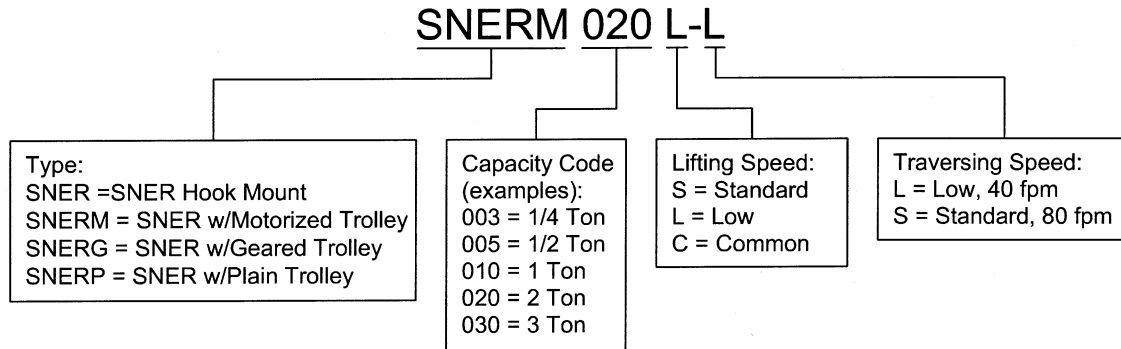 SNERM 020 L-L
Type:
SNER =SNER Hook Mount
SNERM = SNER w/Motorized Trolley
SNERG = SNER w/Geared Trolley
SNERP = SNER w/Plain Trolley
Capacity Code
(examples):
003 = 1/4 Ton
005 = 1/2 Ton
010 = 1 Ton
020 = 2 Ton
030 = 3 Ton
Lifting Speed:
S = Standard
L = Low
C = Common
Traversing Speed:
L = Low, 40 fpm
S = Standard, 80 fpm